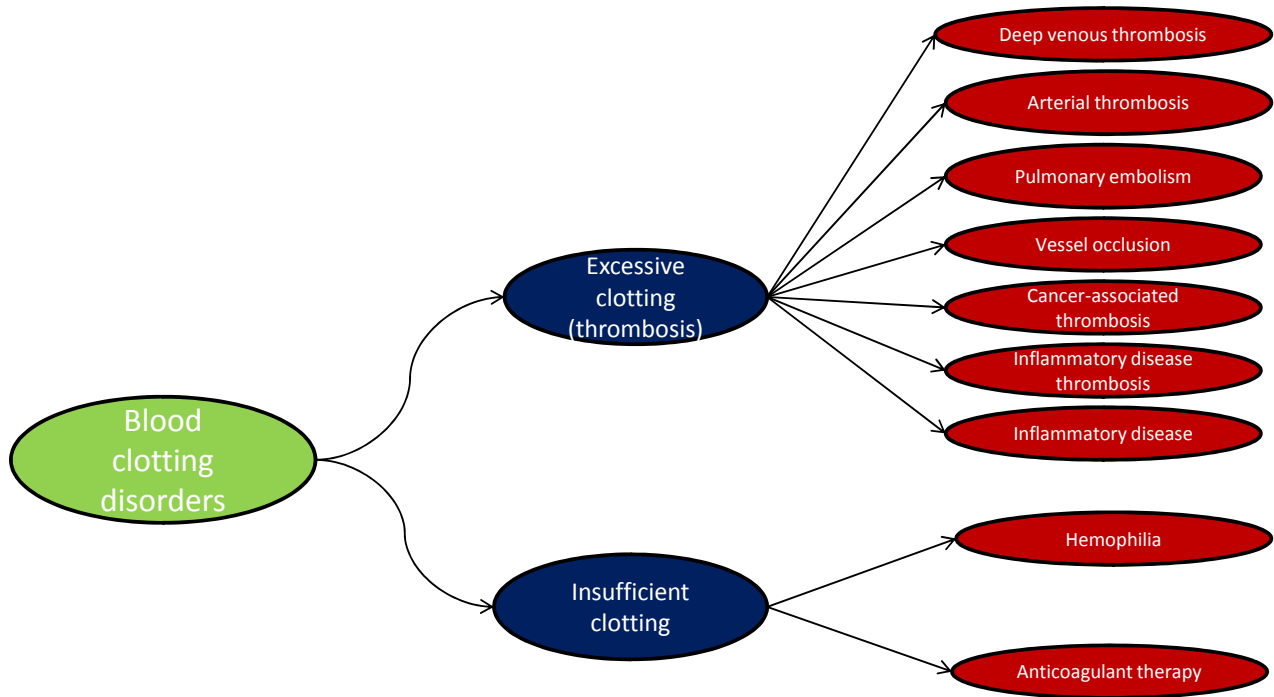 Deep venous thrombosis
Arterial thrombosis
Pulmonary embolism
Vessel occlusion
Excessive
clotting
(thrombosis)
Cancer-associated
thrombosis
Inflammatory disease
thrombosis
Inflammatory disease
Blood
clotting
disorders
Hemophilia
Insufficient
clotting
Anticoagulant therapy